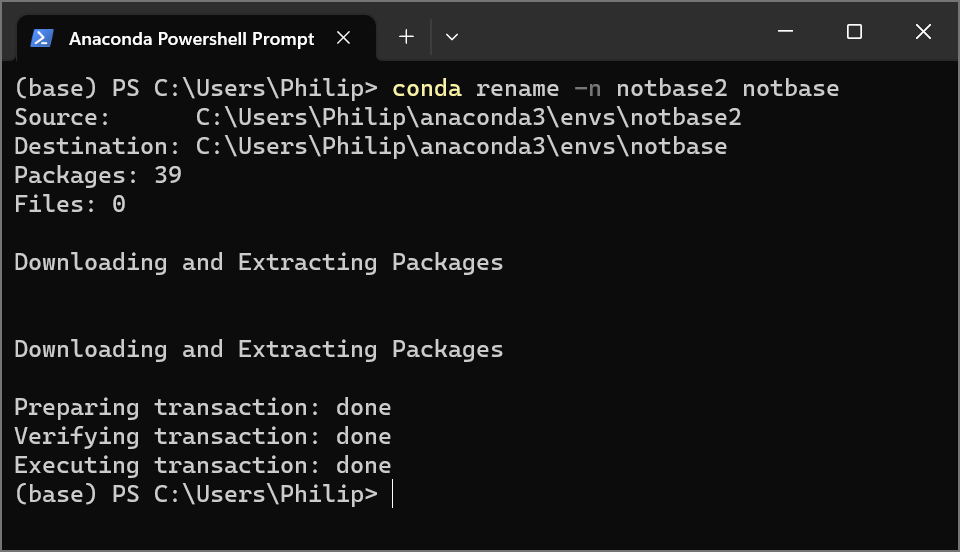 Anaconda Powershell Prompt
(base) PS C:\Users\Philip> conda rename -n notbase2 notbase
Source:      C:\Users\Philip\anaconda3\envs\notbase2
Destination: C:\Users\Philip\anaconda3\envs\notbase
Packages: 39
Files: 0
Downloading and Extracting Packages
Downloading and Extracting Packages
Preparing transaction: done
Verifying transaction: done
Executing transaction: done
(base) PS C:\Users\Philip>